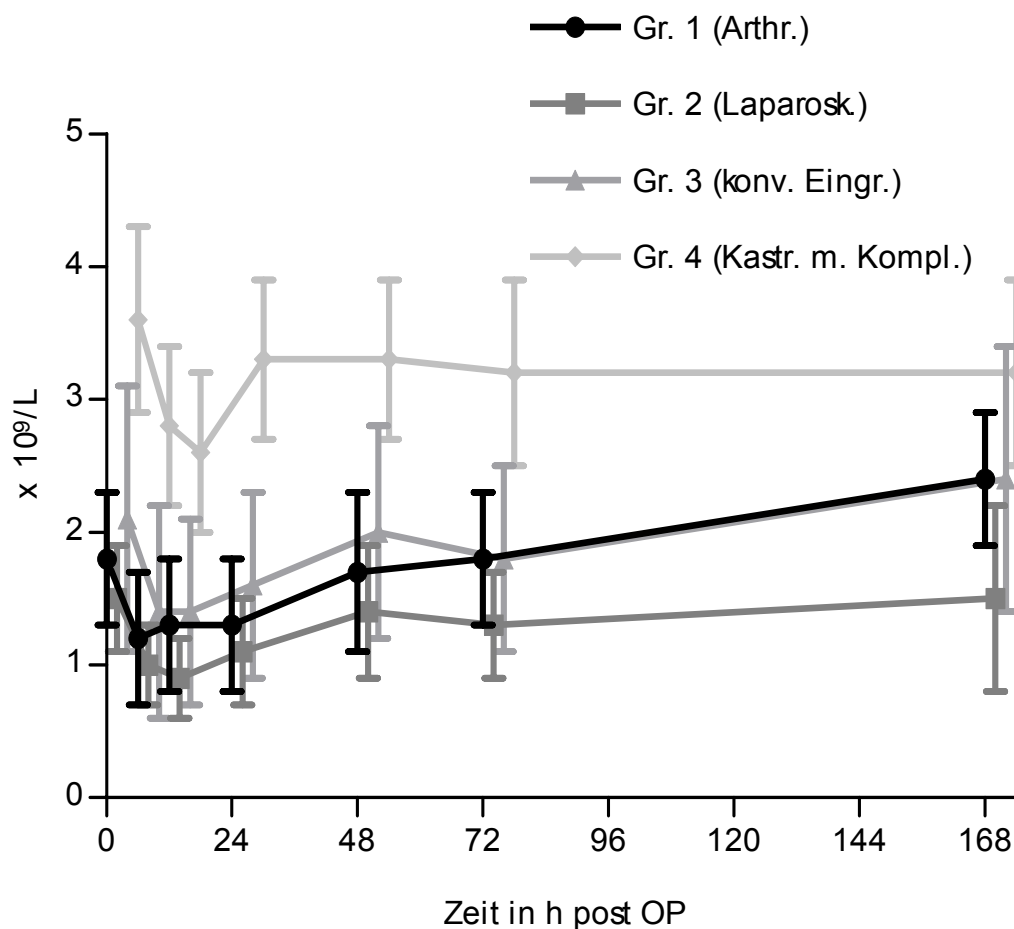 Gr. 1 (Arthr.)
Gr. 2 (Laparosk.)
Gr. 3 (konv. Eingr.)
Gr. 4 (Kastr. m. Kompl.)
5
4
3
2
1
0
x 10⁹/L
0 24 48 72 96 120 144 168
Zeit in h post OP